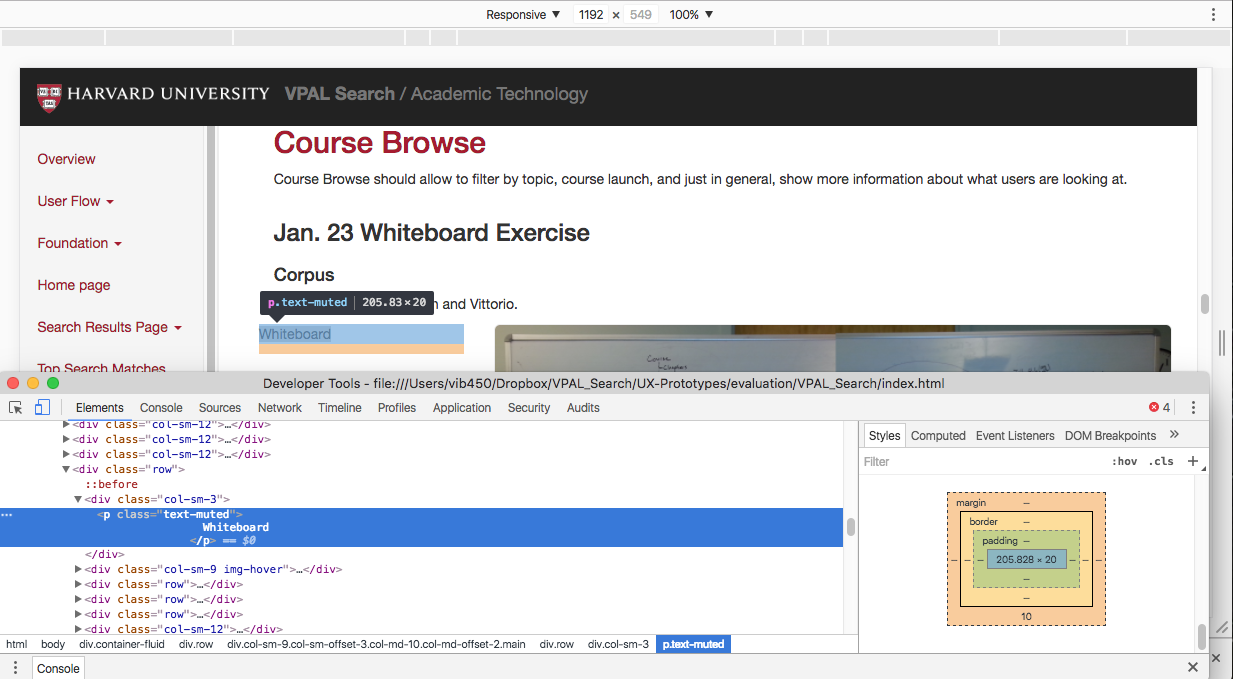 Responsive ▼ 1192 × 549 100% ▼
HARVARD UNIVERSITY VPAL Search / Academic Technology
Overview
User Flow
Foundation
Home page
Search Results Page
Top Search Matches
Course Browse
Course Browse should allow to filter by topic, course launch, and just in general, show more information about what users are looking at.
Jan. 23 Whiteboard Exercise
Corpus
p.text-muted | 205.83 × 20
and Vittorio.
Whiteboard
Course
Developer Tools - file:///Users/vib450/Dropbox/VPAL_Search/UX-Prototypes/evaluation/VPAL_Search/index.html
Elements Console Sources Network Timeline Profiles Application Security Audits 4
▶<div class="col-sm-12">…</div>
▶<div class="col-sm-12">…</div>
▶<div class="col-sm-12">…</div>
▼<div class="row">
::before
▼<div class="col-sm-3">
… <p class="text-muted">
Whiteboard
</p> == $0
</div>
▶<div class="col-sm-9 img-hover">…</div>
▶<div class="row">…</div>
▶<div class="row">…</div>
▶<div class="row">…</div>
▶<div class="col-sm-12">…</div>
html body div.container-fluid div.row div.col-sm-9.col-sm-offset-3.col-md-10.col-md-offset-2.main div.row div.col-sm-3 p.text-muted
Styles Computed Event Listeners DOM Breakpoints »
Filter :hov .cls +
margin –
border –
padding –
– – – 205.828 × 20 – – –
–
–
10
Console